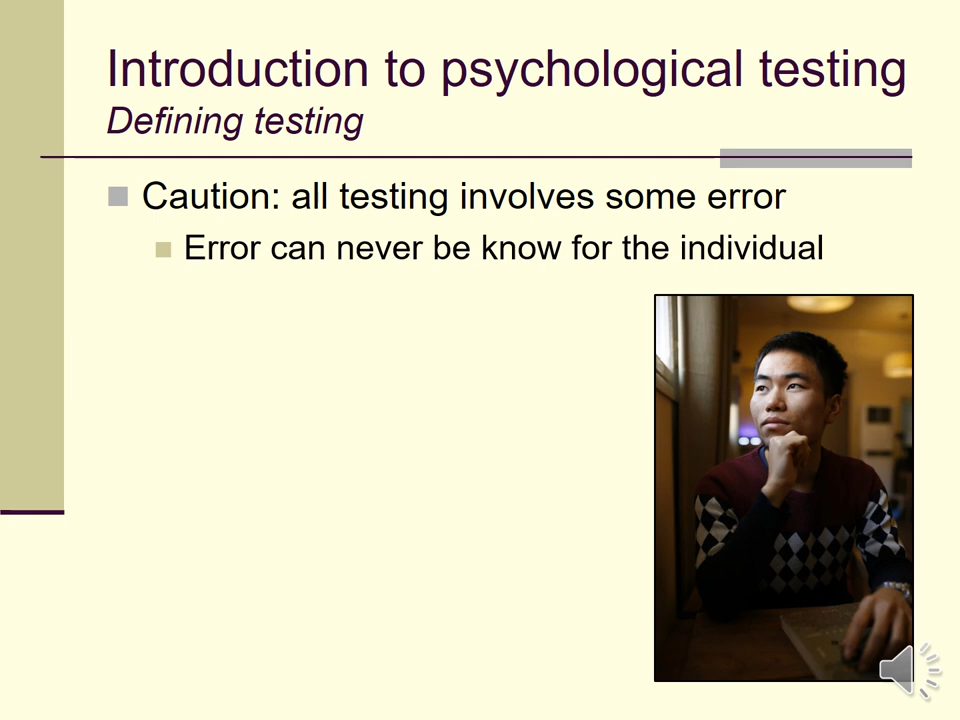 Introduction to psychological testing
Defining testing
Caution: all testing involves some error
Error can never be know for the individual